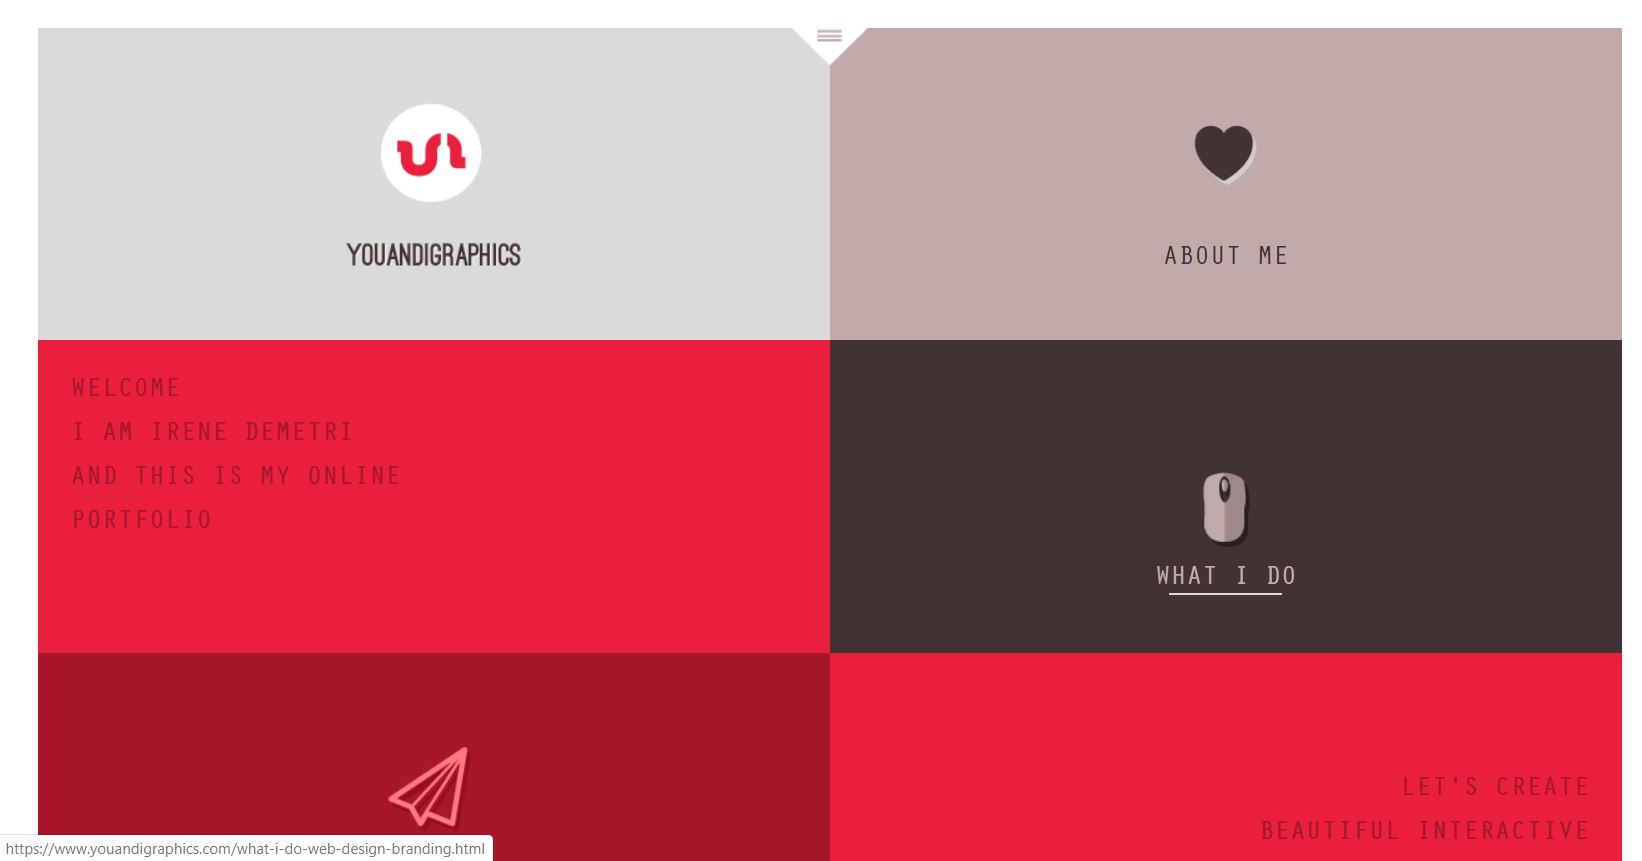 YOUANDIGRAPHICS
ABOUT ME
WELCOME
I AM IRENE DEMETRI
AND THIS IS MY ONLINE
PORTFOLIO
WHAT I DO
LET'S CREATE
BEAUTIFUL INTERACTIVE
https://www.youandigraphics.com/what-i-do-web-design-branding.html